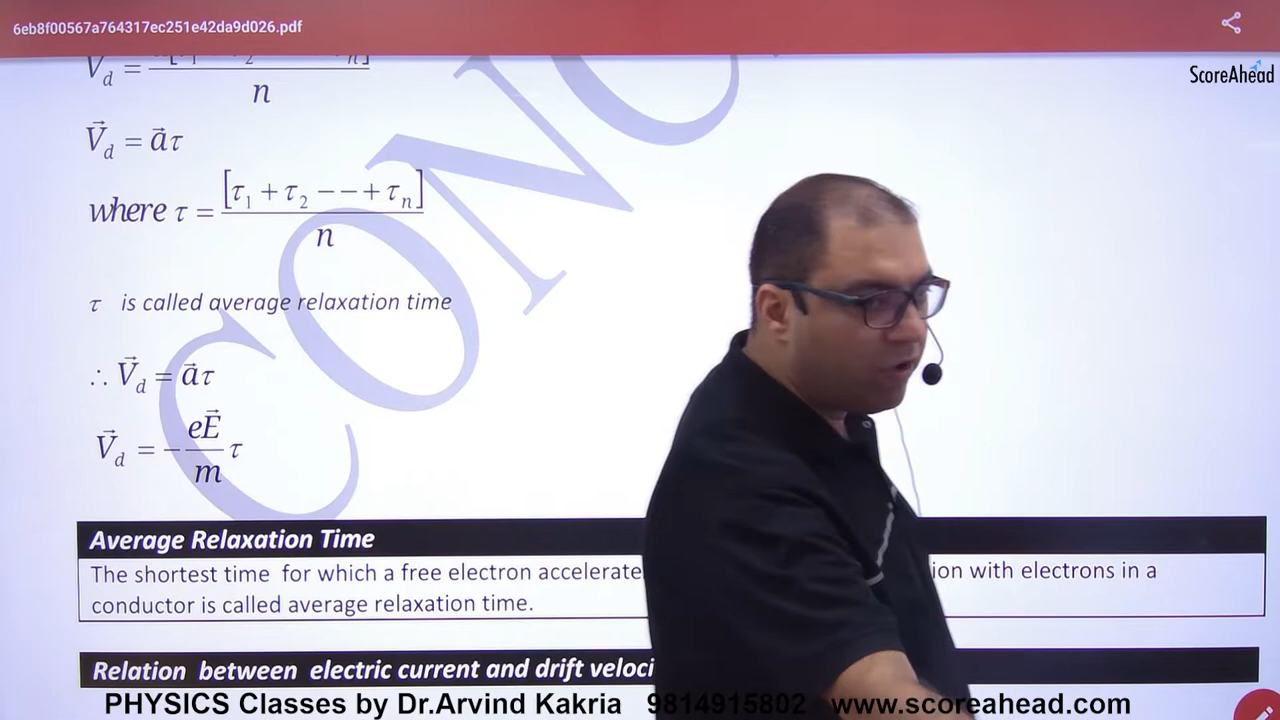 6eb8f00567a764317ec251e42da9d026.pdf
ScoreAhead
V⃗d =
n
V⃗d = a⃗τ
where τ = [τ1 + τ2 −−+ τn] / n
τ is called average relaxation time
∴ V⃗d = a⃗τ
V⃗d = − eE⃗ / m τ
Average Relaxation Time
The shortest time for which a free electron accelerate ion with electrons in a
conductor is called average relaxation time.
Relation between electric current and drift veloci
PHYSICS Classes by Dr.Arvind Kakria 9814915802 www.scoreahead.com
CONC